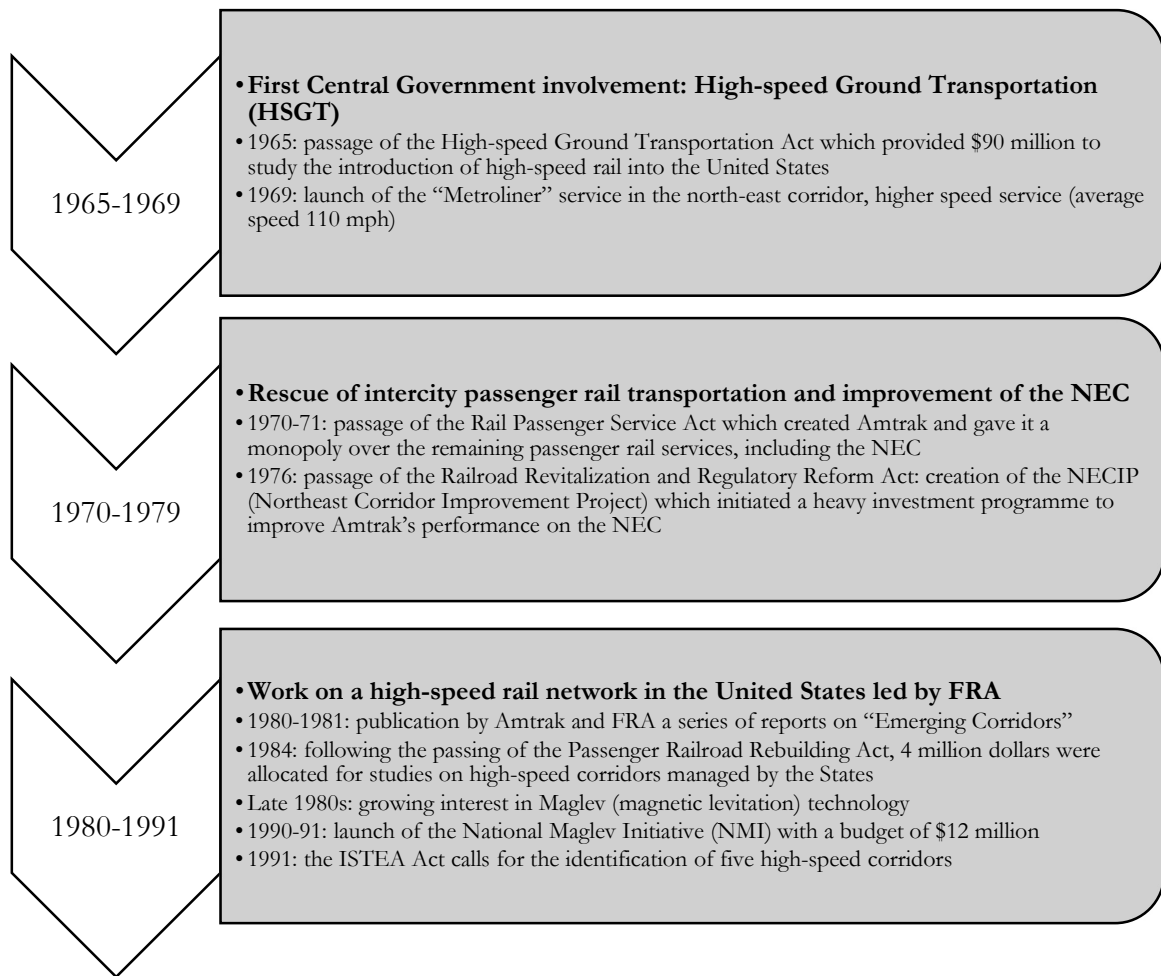 1965-1969
• First Central Government involvement: High-speed Ground Transportation
(HSGT)
• 1965: passage of the High-speed Ground Transportation Act which provided $90 million to
study the introduction of high-speed rail into the United States
• 1969: launch of the “Metroliner” service in the north-east corridor, higher speed service (average
speed 110 mph)
1970-1979
• Rescue of intercity passenger rail transportation and improvement of the NEC
• 1970-71: passage of the Rail Passenger Service Act which created Amtrak and gave it a
monopoly over the remaining passenger rail services, including the NEC
• 1976: passage of the Railroad Revitalization and Regulatory Reform Act: creation of the NECIP
(Northeast Corridor Improvement Project) which initiated a heavy investment programme to
improve Amtrak’s performance on the NEC
1980-1991
• Work on a high-speed rail network in the United States led by FRA
• 1980-1981: publication by Amtrak and FRA a series of reports on “Emerging Corridors”
• 1984: following the passing of the Passenger Railroad Rebuilding Act, 4 million dollars were
allocated for studies on high-speed corridors managed by the States
• Late 1980s: growing interest in Maglev (magnetic levitation) technology
• 1990-91: launch of the National Maglev Initiative (NMI) with a budget of $12 million
• 1991: the ISTEA Act calls for the identification of five high-speed corridors